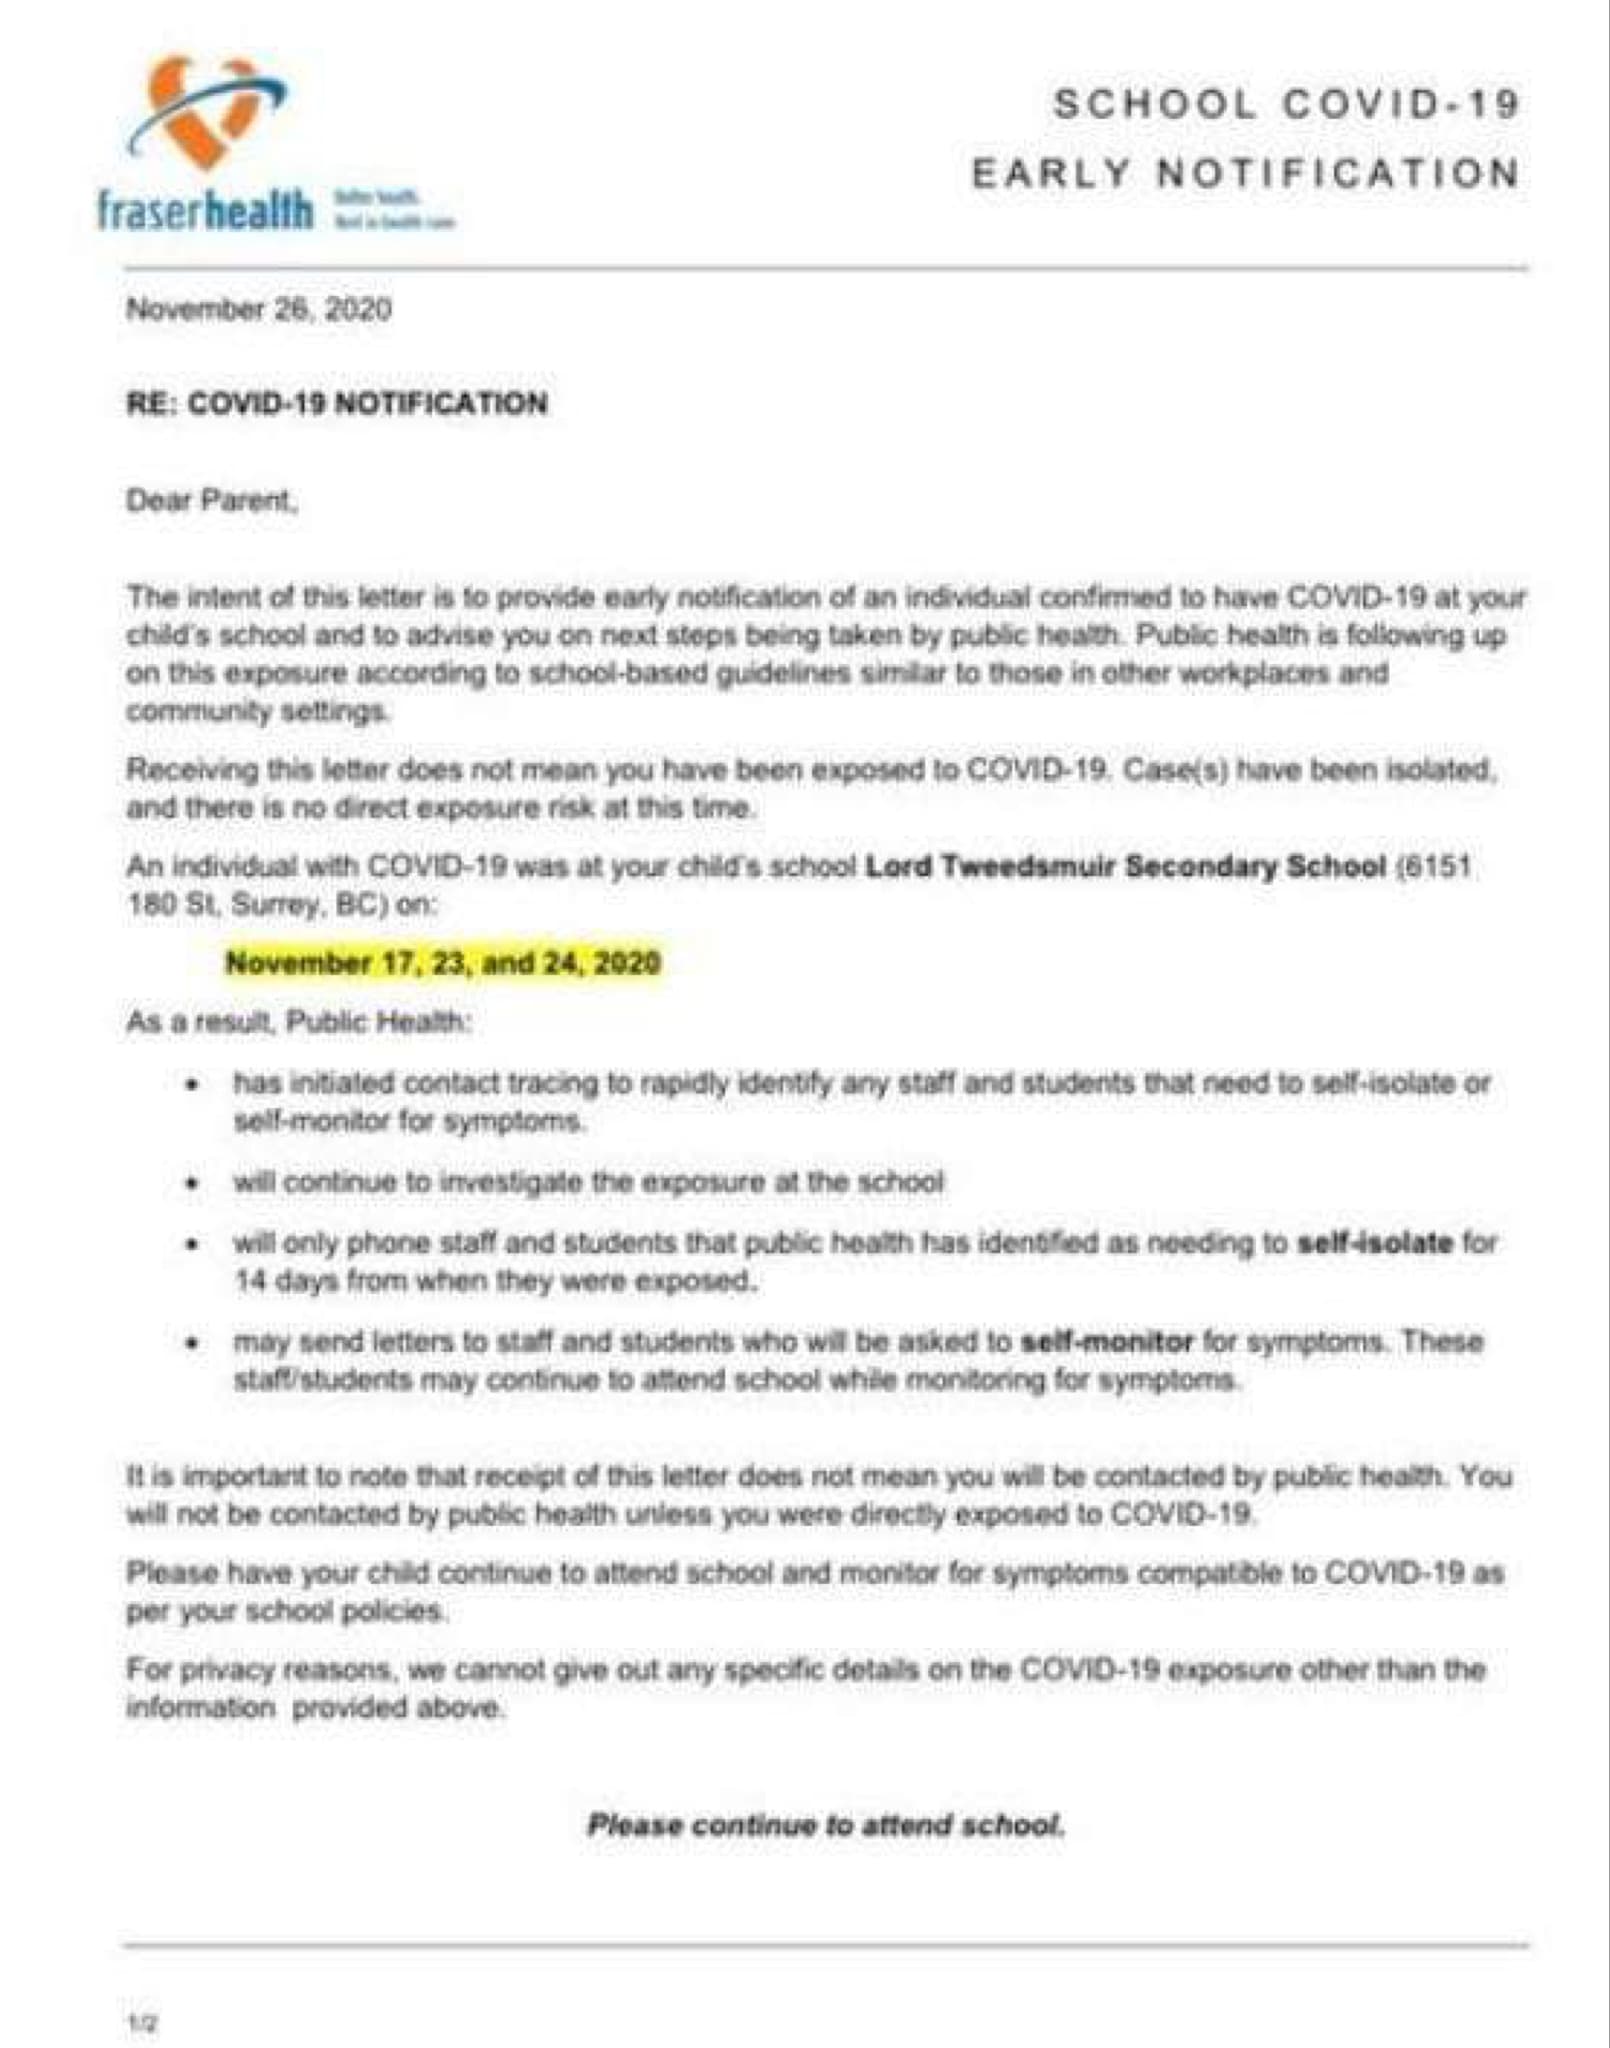 SCHOOL COVID-19
EARLY NOTIFICATION
fraserhealth
November 26, 2020
RE: COVID-19 NOTIFICATION
Dear Parent,
The intent of this letter is to provide early notification of an individual confirmed to have COVID-19 at your
child's school and to advise you on next steps being taken by public health. Public health is following up
on this exposure according to school-based guidelines similar to those in other workplaces and
community settings.
Receiving this letter does not mean you have been exposed to COVID-19. Case(s) have been isolated,
and there is no direct exposure risk at this time.
An individual with COVID-19 was at your child's school Lord Tweedsmuir Secondary School (6151
180 St, Surrey, BC) on:
November 17, 23, and 24, 2020
As a result, Public Health:
• has initiated contact tracing to rapidly identify any staff and students that need to self-isolate or
self-monitor for symptoms.
• will continue to investigate the exposure at the school
• will only phone staff and students that public health has identified as needing to self-isolate for
14 days from when they were exposed.
• may send letters to staff and students who will be asked to self-monitor for symptoms. These
staff/students may continue to attend school while monitoring for symptoms.
It is important to note that receipt of this letter does not mean you will be contacted by public health. You
will not be contacted by public health unless you were directly exposed to COVID-19.
Please have your child continue to attend school and monitor for symptoms compatible to COVID-19 as
per your school policies.
For privacy reasons, we cannot give out any specific details on the COVID-19 exposure other than the
information provided above.
Please continue to attend school.
1/2